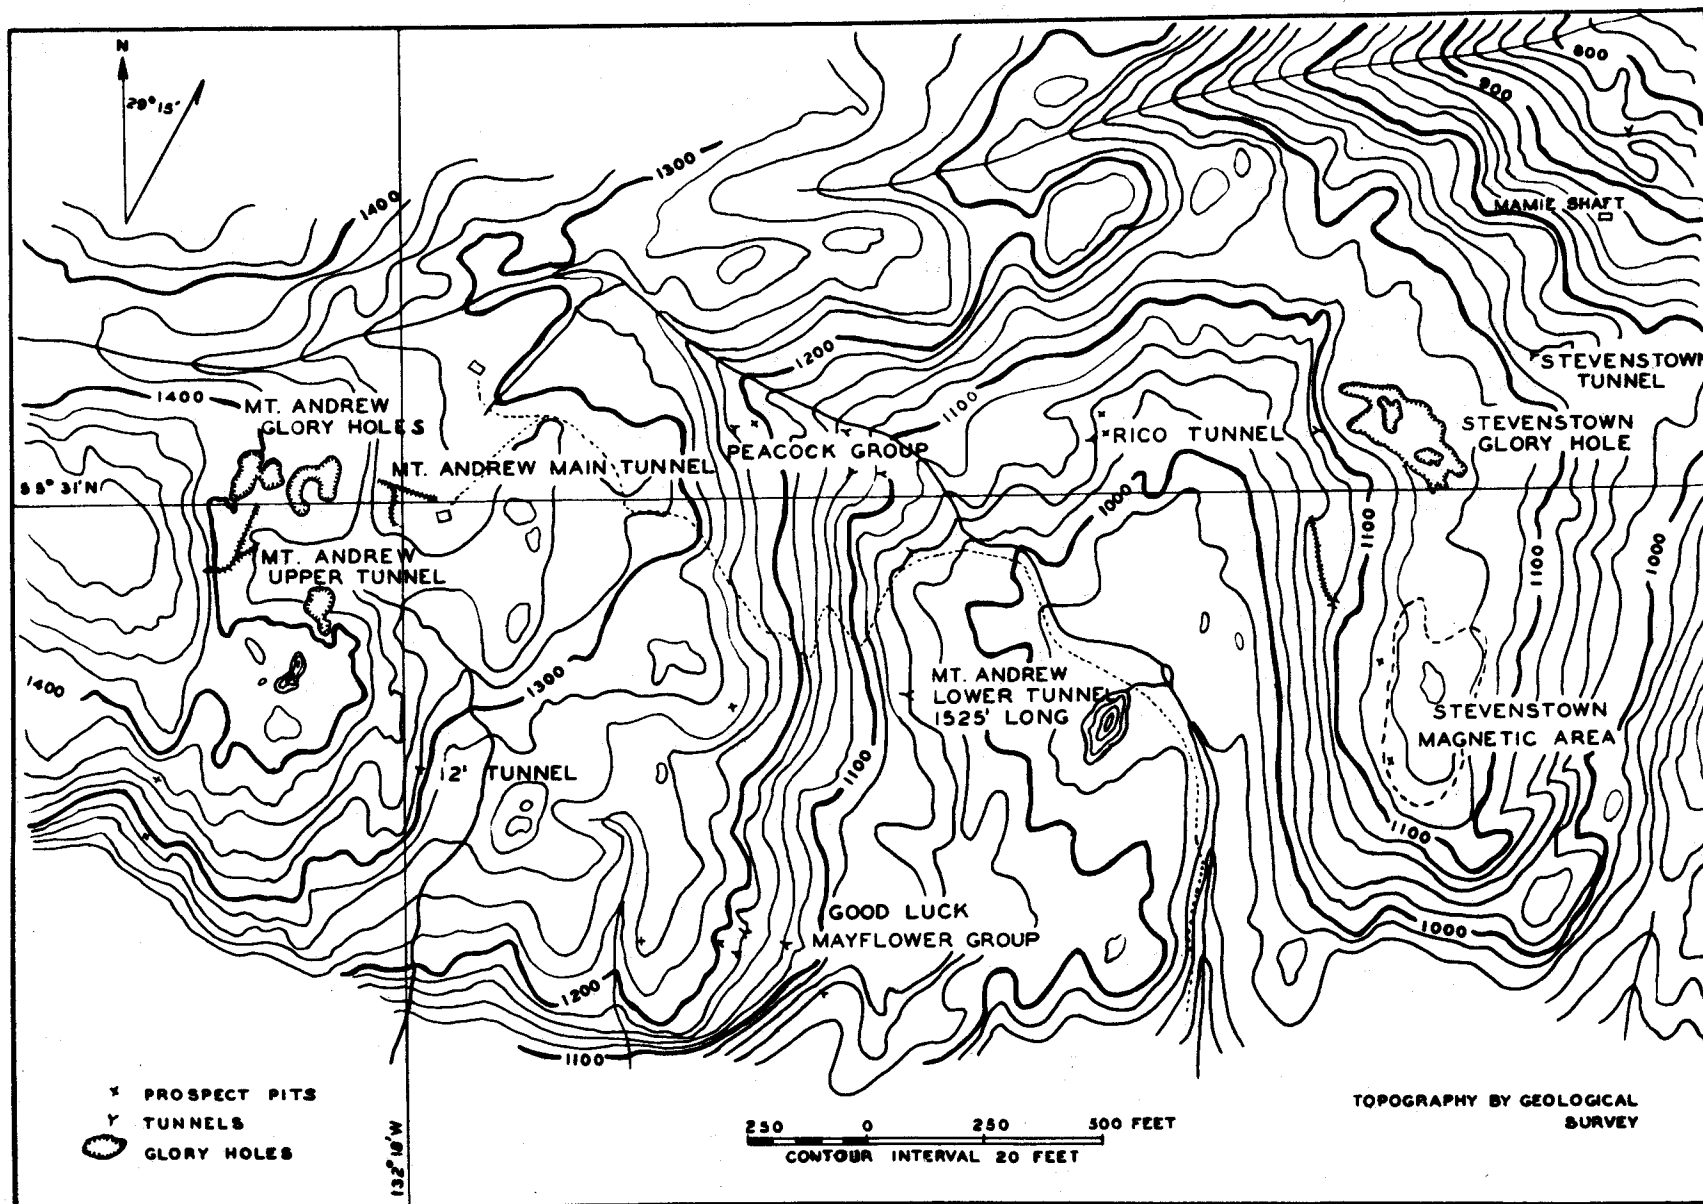 N
29°15'
800
900
1300
1400
MAMIE SHAFT
1200
STEVENSTOWN
TUNNEL
1400
MT. ANDREW
GLORY HOLES
1100
STEVENSTOWN
GLORY HOLE
RICO TUNNEL
PEACOCK GROUP
MT. ANDREW MAIN TUNNEL
55° 31'N
1000
1100
1100
1000
MT. ANDREW
UPPER TUNNEL
1400
1300
MT. ANDREW
LOWER TUNNEL
1525' LONG
STEVENSTOWN
MAGNETIC AREA
12' TUNNEL
1100
1100
GOOD LUCK
MAYFLOWER GROUP
1000
1200
1100
PROSPECT PITS
TUNNELS
GLORY HOLES
132° 18'W
250 0 250 500 FEET
CONTOUR INTERVAL 20 FEET
TOPOGRAPHY BY GEOLOGICAL
SURVEY